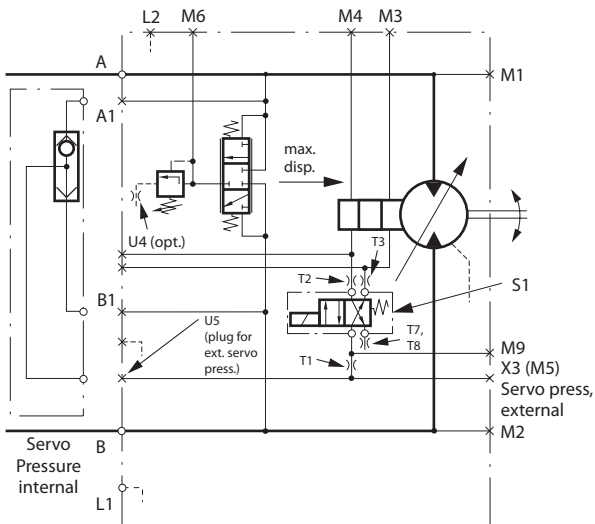 L2 M6 M4 M3
A
M1
A1
max.
disp.
U4 (opt.)
T3
T2
S1
B1
U5
(plug for
ext. servo
press.)
T7,
T8
T1
M9
X3 (M5)
Servo press,
external
B
M2
Servo
Pressure
internal
L1